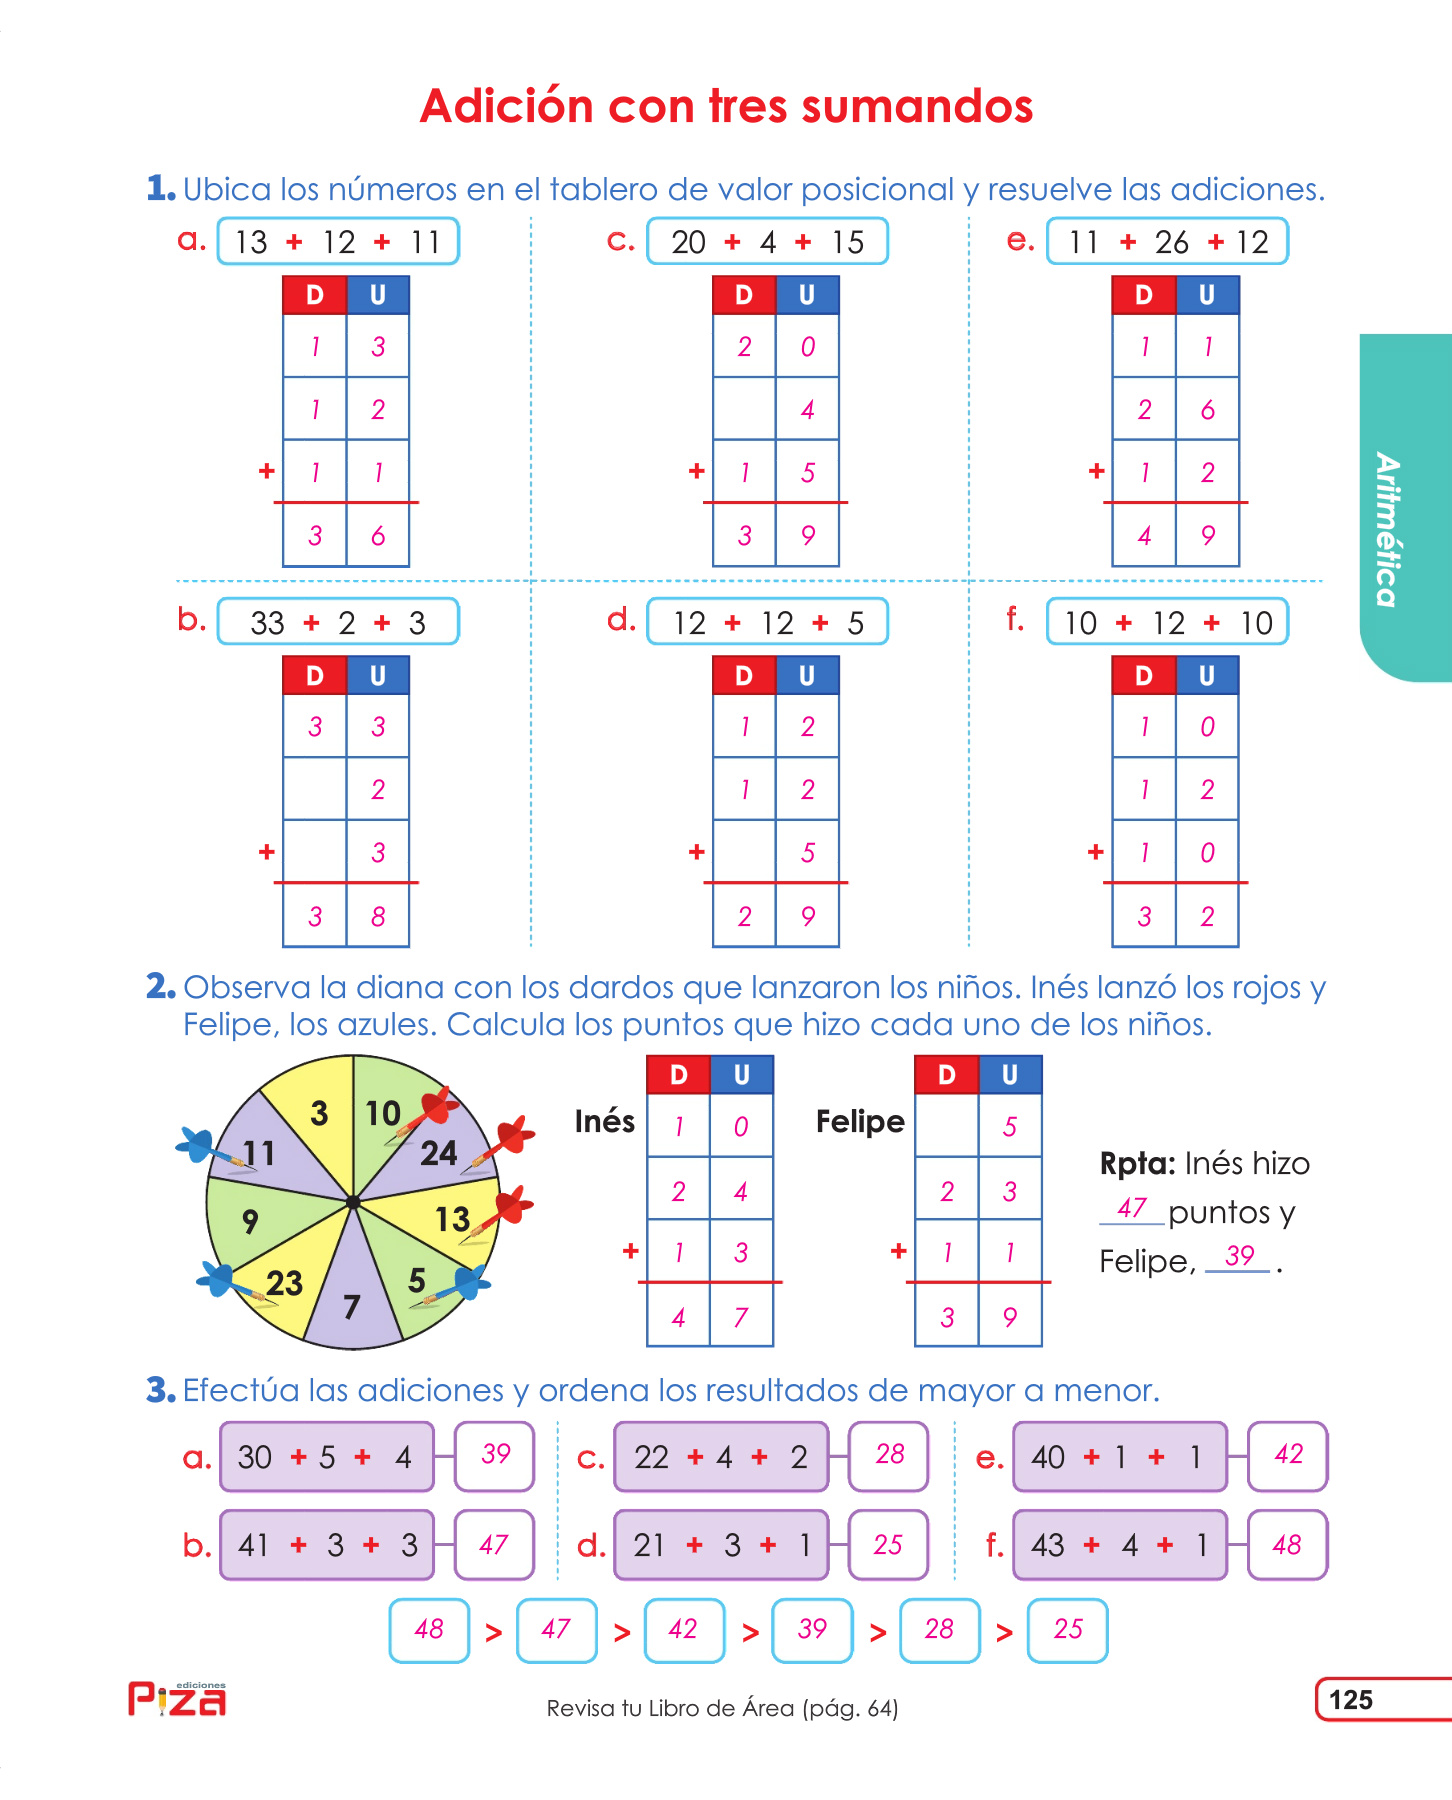 Adición con tres sumandos
1. Ubica los números en el tablero de valor posicional y resuelve las adiciones.
a. 13 + 12 + 11
D U
1 3
1 2
+ 1 1
3 6
c. 20 + 4 + 15
D U
2 0
4
+ 1 5
3 9
e. 11 + 26 + 12
D U
1 1
2 6
+ 1 2
4 9
b. 33 + 2 + 3
D U
3 3
2
+ 3
3 8
d. 12 + 12 + 5
D U
1 2
1 2
+ 5
2 9
f. 10 + 12 + 10
D U
1 0
1 2
+ 1 0
3 2
Aritmética
2. Observa la diana con los dardos que lanzaron los niños. Inés lanzó los rojos y
Felipe, los azules. Calcula los puntos que hizo cada uno de los niños.
3 10
11 24
9 13
23 5
7
Inés
D U
1 0
2 4
+ 1 3
4 7
Felipe
D U
5
2 3
+ 1 1
3 9
Rpta: Inés hizo
47 puntos y
Felipe, 39 .
3. Efectúa las adiciones y ordena los resultados de mayor a menor.
a. 30 + 5 + 4 39
c. 22 + 4 + 2 28
e. 40 + 1 + 1 42
b. 41 + 3 + 3 47
d. 21 + 3 + 1 25
f. 43 + 4 + 1 48
48 > 47 > 42 > 39 > 28 > 25
ediciones
Piza
Revisa tu Libro de Área (pág. 64)
125